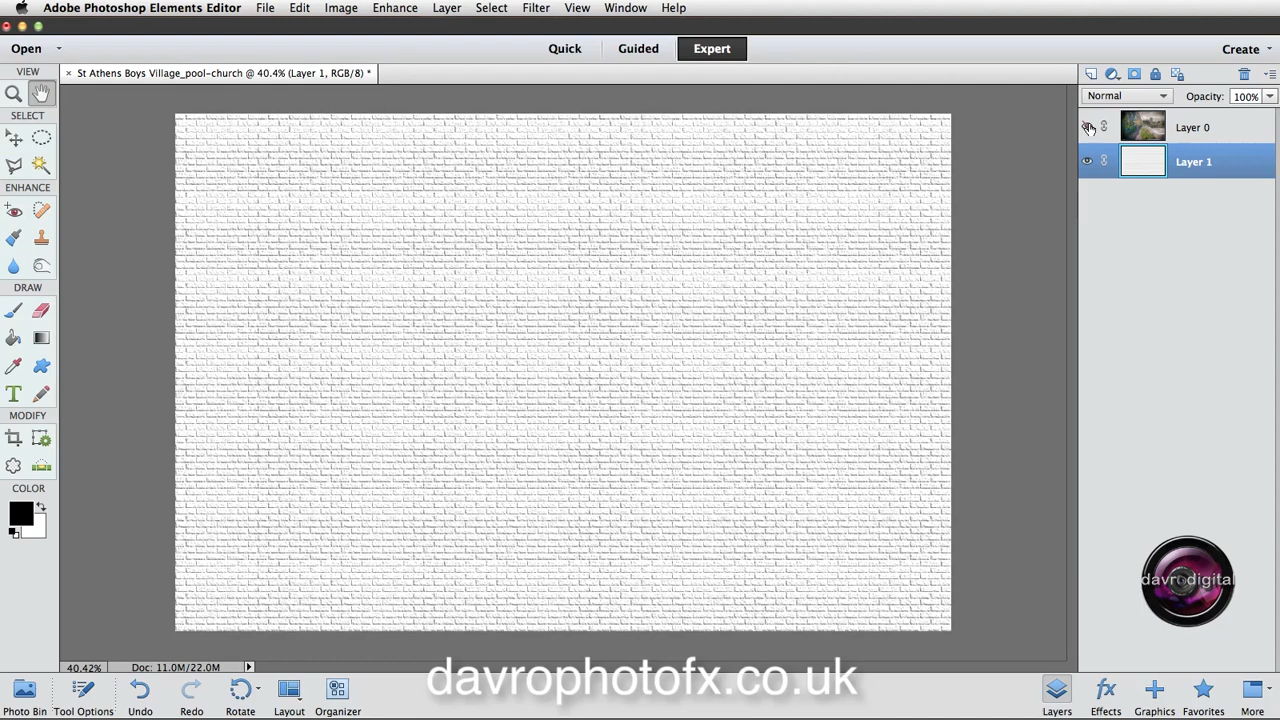 Adobe Photoshop Elements Editor File Edit Image Enhance Layer Select Filter View Window Help
Open Quick Guided Expert Create
VIEW
× St Athens Boys Village_pool-church @ 40.4% (Layer 1, RGB/8) *
Normal Opacity: 100%
SELECT
Layer 0
Layer 1
ENHANCE
DRAW
T
MODIFY
COLOR
davrodigital
40.42% Doc: 11.0M/22.0M
davrophotofx.co.uk
fx
Photo Bin Tool Options Undo Redo Rotate Layout Organizer Layers Effects Graphics Favorites More